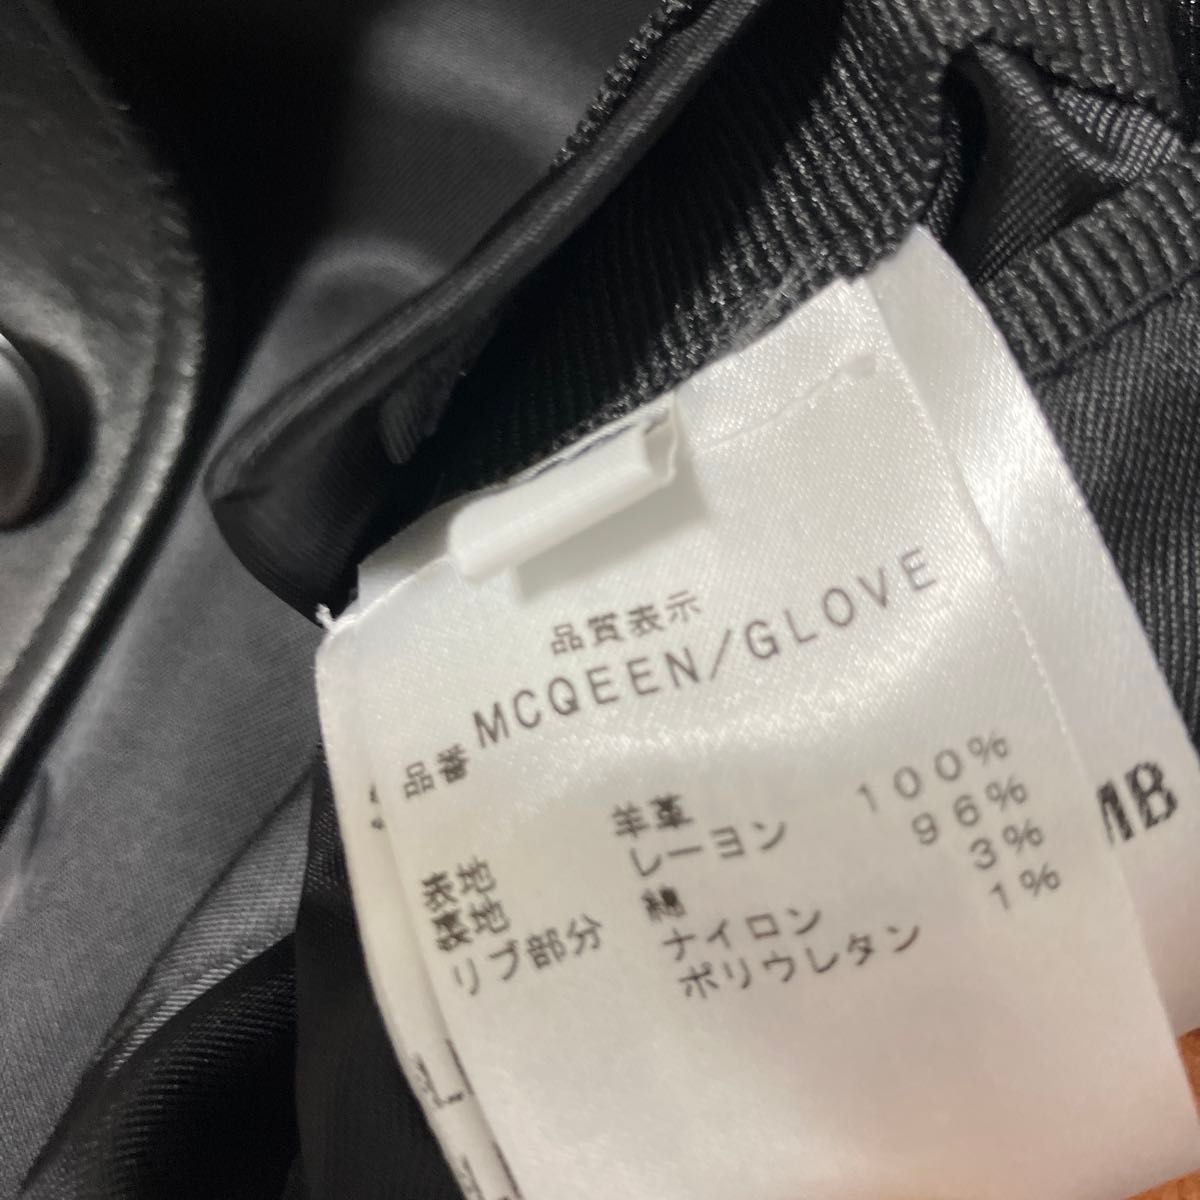 品質表示
品番 MCQEEN/GLOVE
表地 羊革 100%
裏地 レーヨン 96%
リブ部分 綿 3%
ナイロン 1%
ポリウレタン
MB